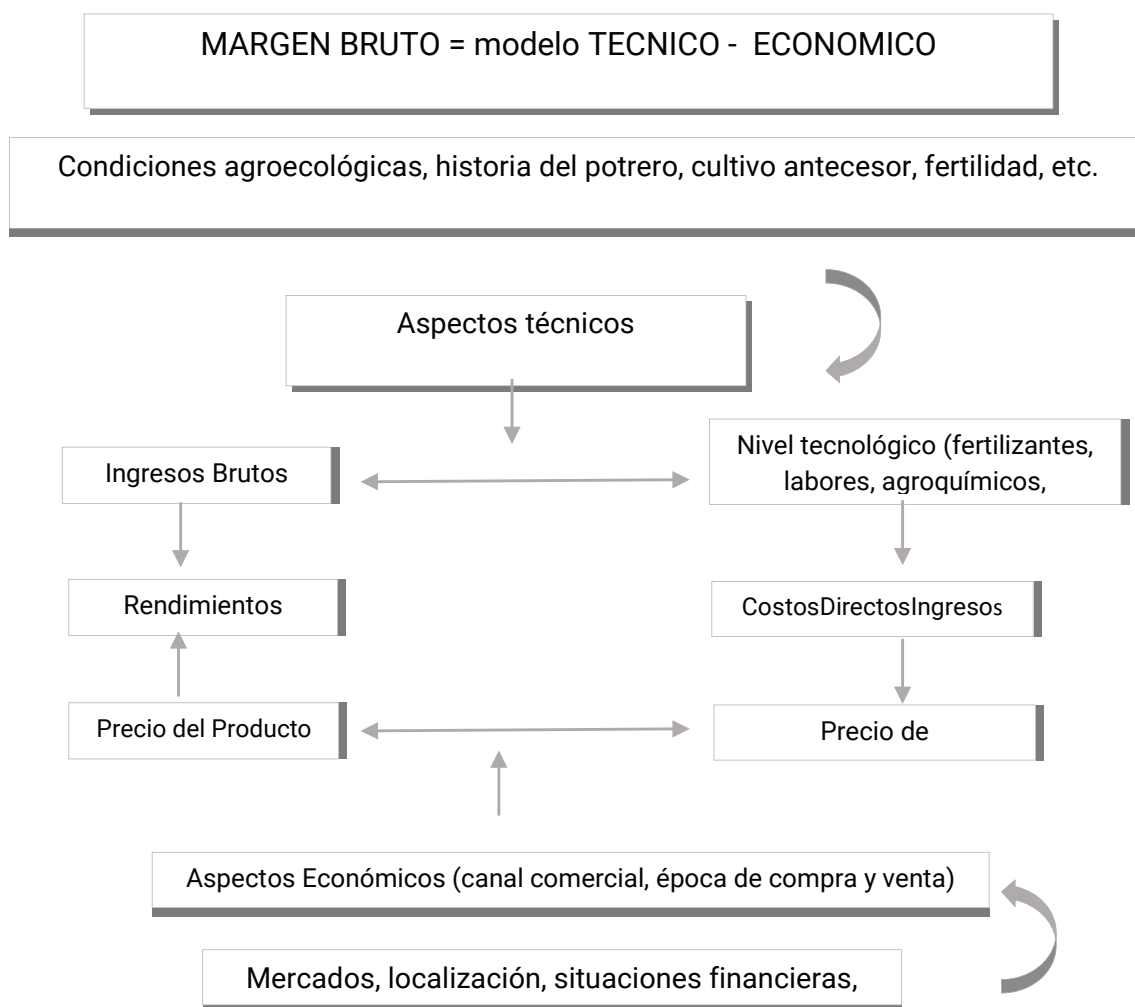 MARGEN BRUTO = modelo TECNICO - ECONOMICO
Condiciones agroecológicas, historia del potrero, cultivo antecesor, fertilidad, etc.
Aspectos técnicos
Ingresos Brutos
Nivel tecnológico (fertilizantes,
labores, agroquímicos,
Rendimientos
CostosDirectosIngresos
Precio del Producto
Precio de
Aspectos Económicos (canal comercial, época de compra y venta)
Mercados, localización, situaciones financieras,